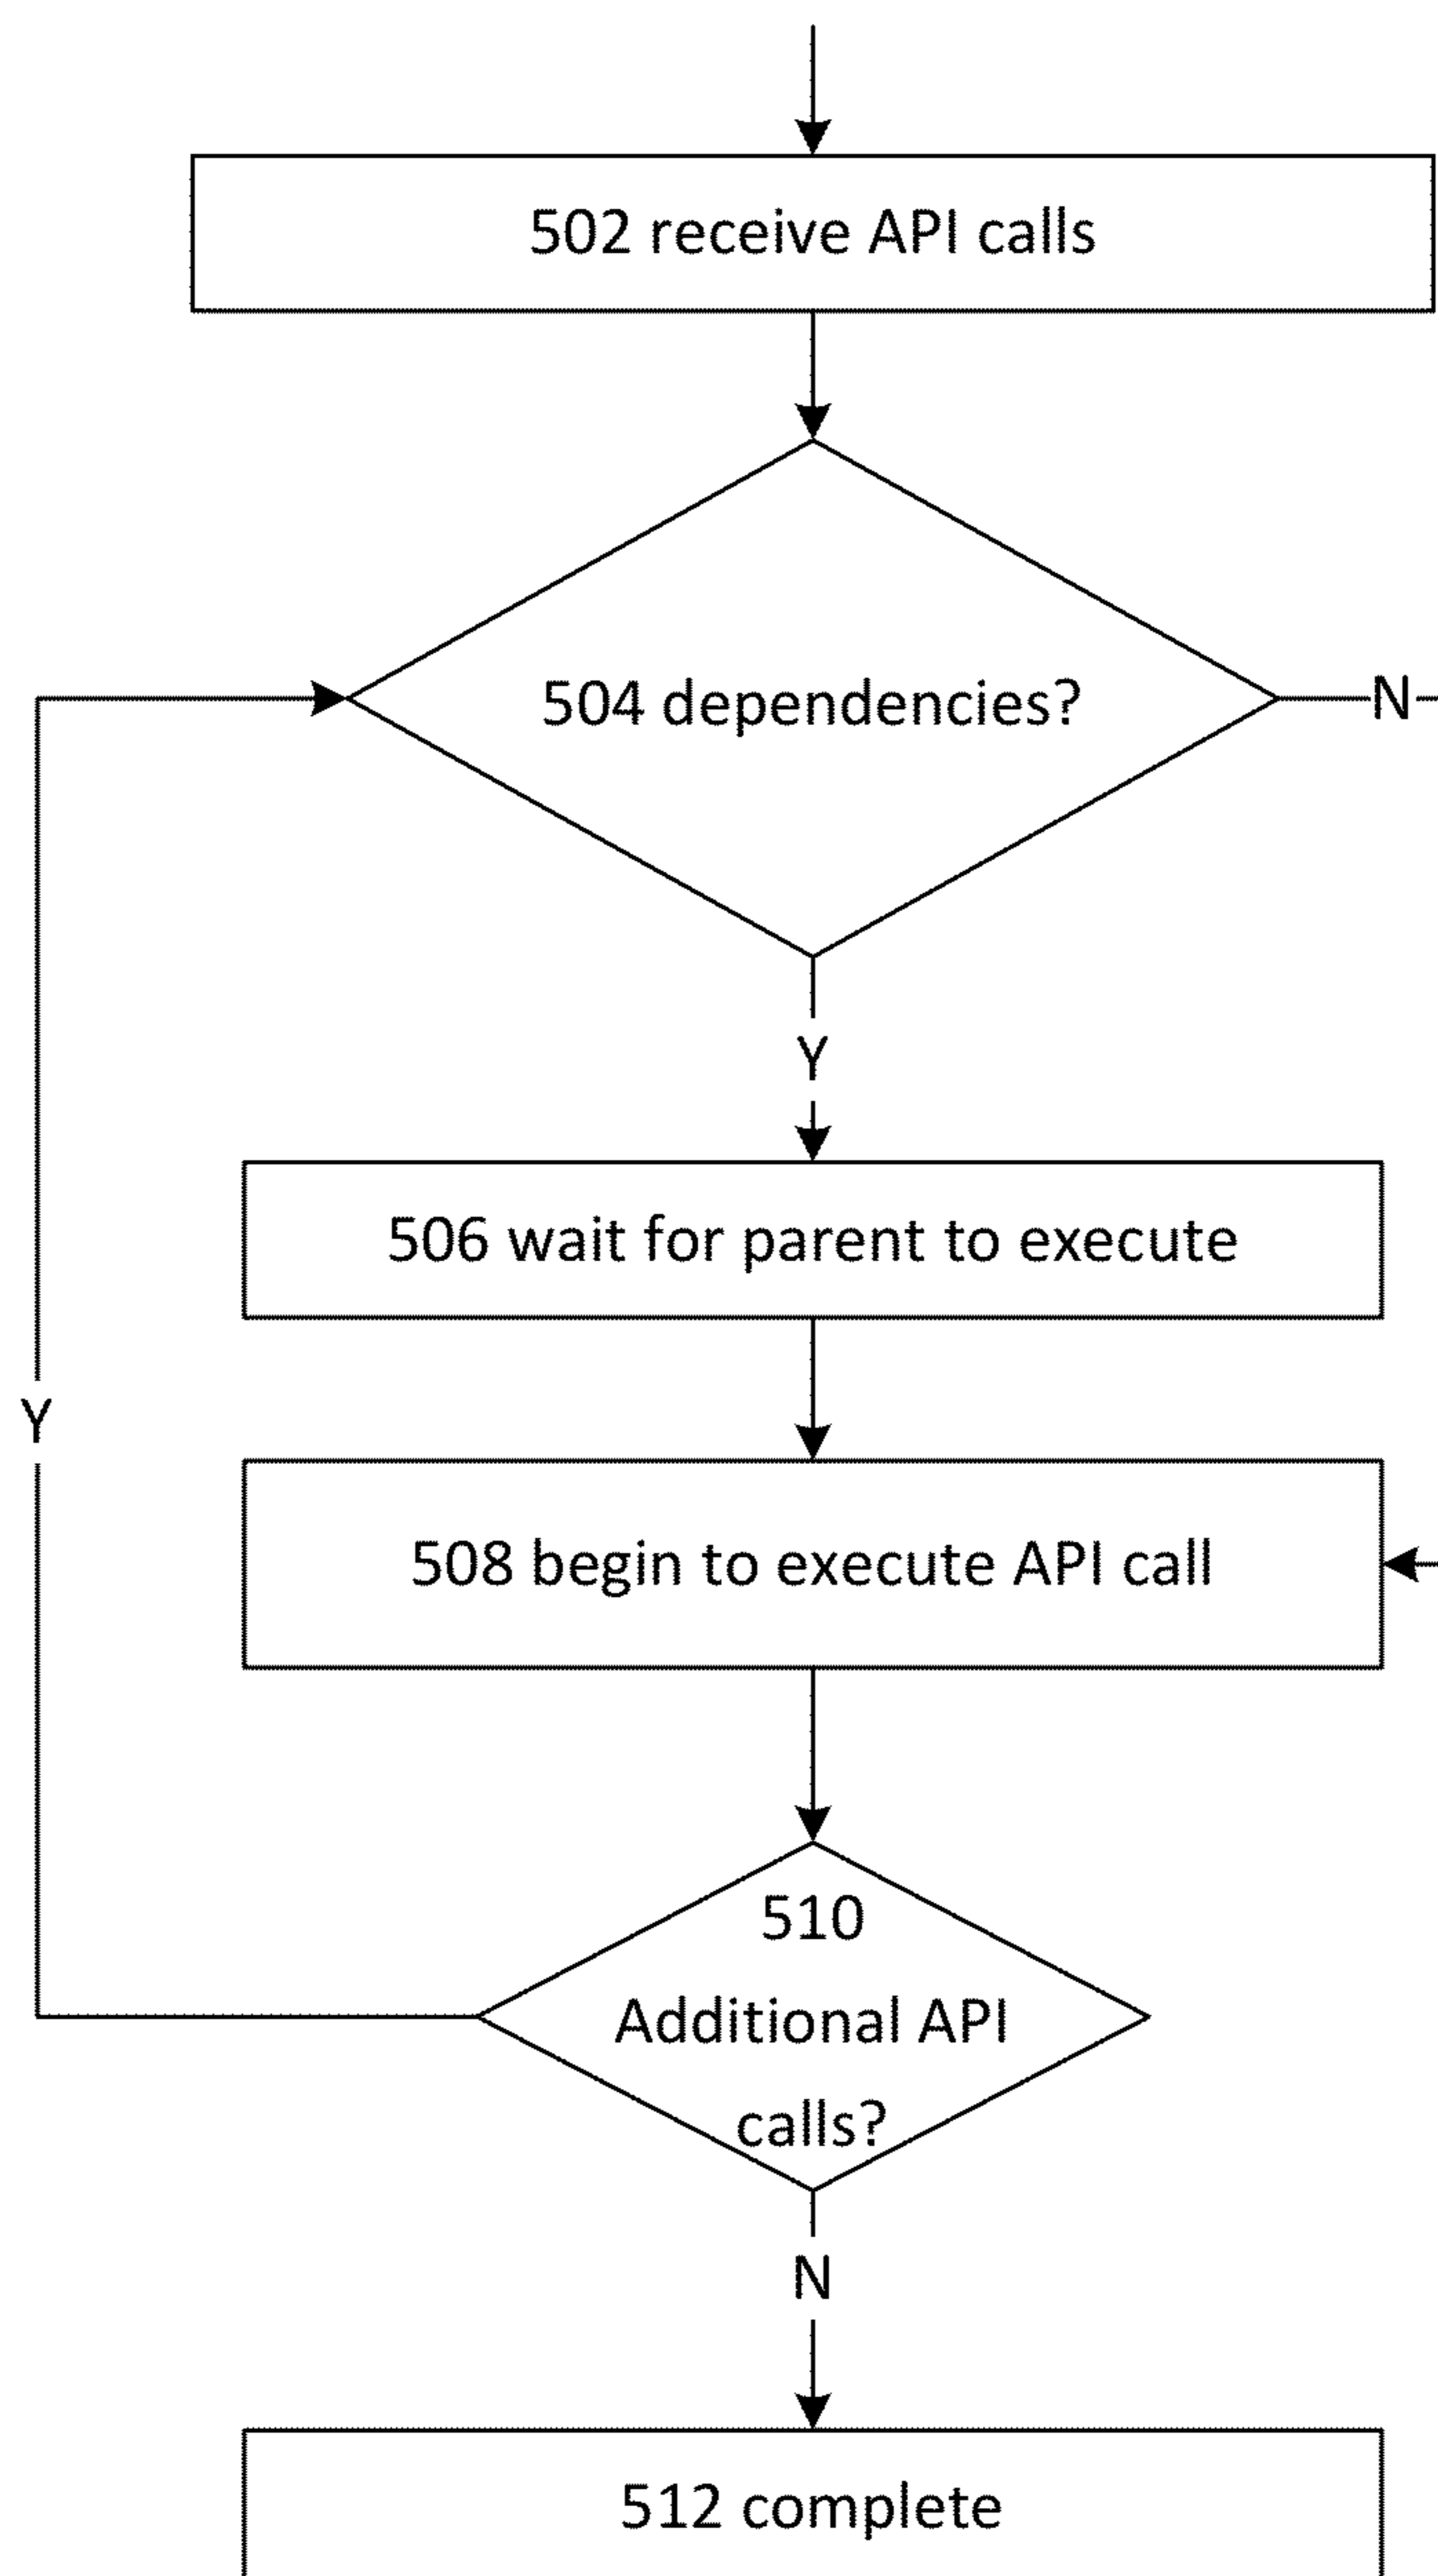 502 receive API calls
504 dependencies?
N
Y
506 wait for parent to execute
Y
508 begin to execute API call
510
Additional API
calls?
N
512 complete